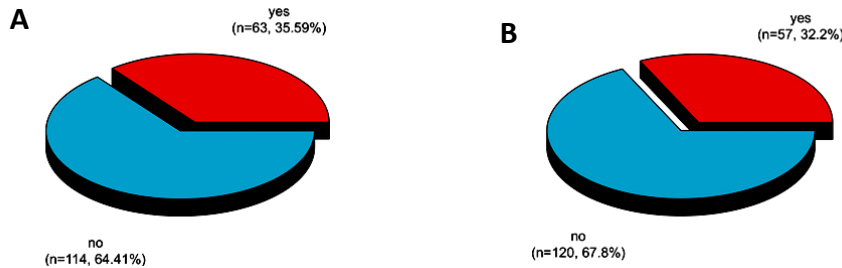 A
yes
(n=63, 35.59%)
no
(n=114, 64.41%)
B
yes
(n=57, 32.2%)
no
(n=120, 67.8%)